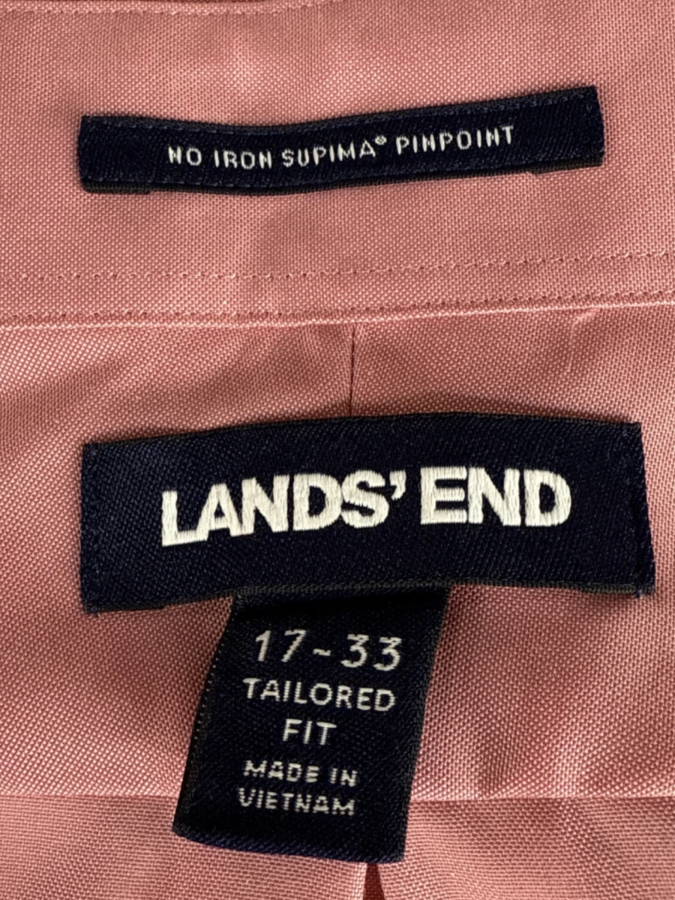 NO IRON SUPIMA® PINPOINT
LANDS' END
17-33
TAILORED
FIT
MADE IN
VIETNAM